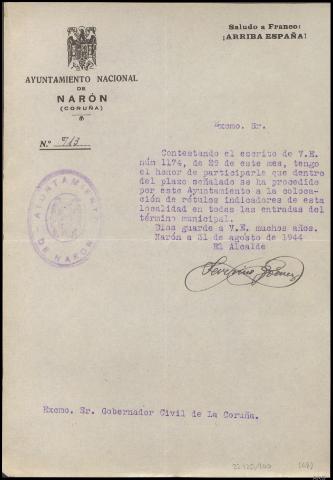 Saludo a Franco:
¡ARRIBA ESPAÑA!
AYUNTAMIENTO NACIONAL
DE
NARÓN
(CORUÑA)
N.º 713
Excmo. Sr.
Contestando el escrito de V.E.
núm 1174, de 29 de este mes, tengo
el honor de participarle que dentro
del plazo señalado se ha procedido
por este Ayuntamiento a la coloca-
ción de rótulos indicadores de esta
localidad en todas las entradas del
término municipal.
Dios guarde a V.E. muchos años.
Narón a 31 de agosto de 1944
El Alcalde
AYUNTAMIENTO
DE NARON
Excmo. Sr. Gobernador Civil de La Coruña.